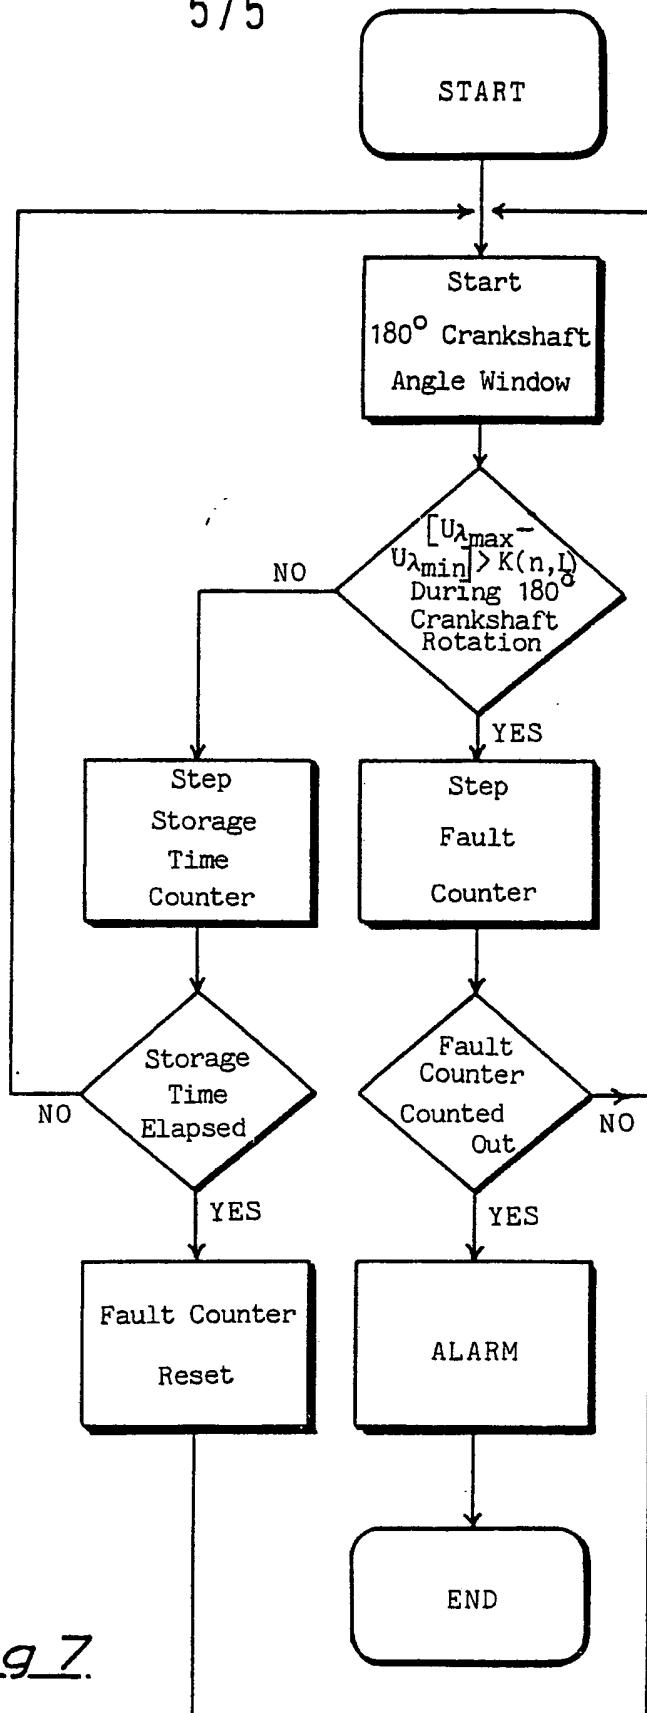 5/5
START
Start
180° Crankshaft
Angle Window
[Uλmax-
Uλmin]>K(n,L)
During 180°
Crankshaft
Rotation
NO
YES
Step
Storage
Time
Counter
Step
Fault
Counter
Storage
Time
Elapsed
NO
Fault
Counter
Counted
Out
NO
YES
YES
Fault Counter
Reset
ALARM
END
g 7.